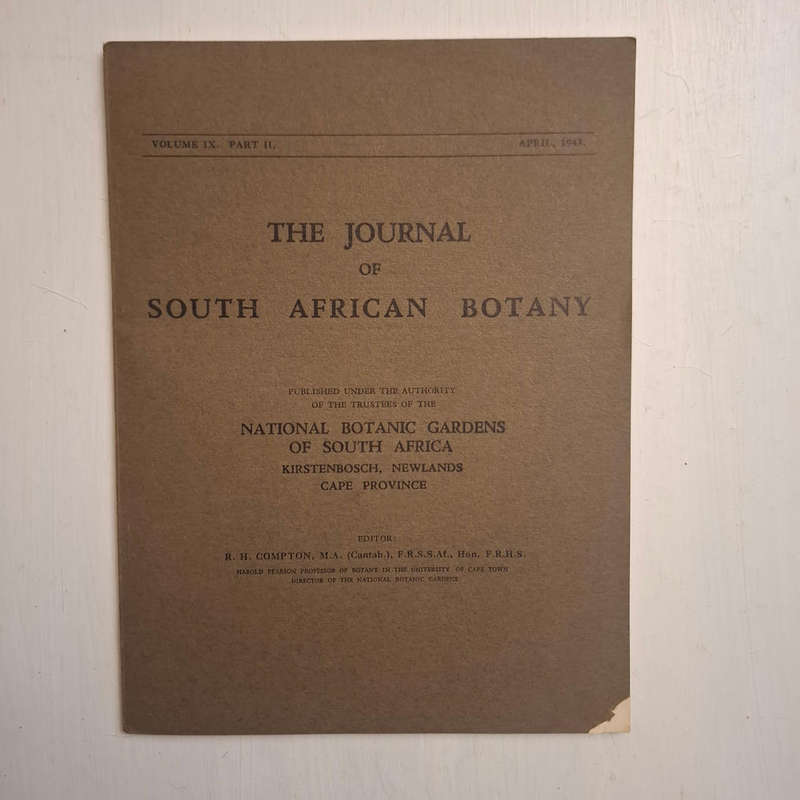 VOLUME IX. PART II. APRIL, 1943.
THE JOURNAL
OF
SOUTH AFRICAN BOTANY
PUBLISHED UNDER THE AUTHORITY
OF THE TRUSTEES OF THE
NATIONAL BOTANIC GARDENS
OF SOUTH AFRICA
KIRSTENBOSCH, NEWLANDS
CAPE PROVINCE
EDITOR:
R. H. COMPTON, M.A. (Cantab.), F.R.S.S.Af., Hon. F.R.H.S.
HAROLD PEARSON PROFESSOR OF BOTANY IN THE UNIVERSITY OF CAPE TOWN
DIRECTOR OF THE NATIONAL BOTANIC GARDENS